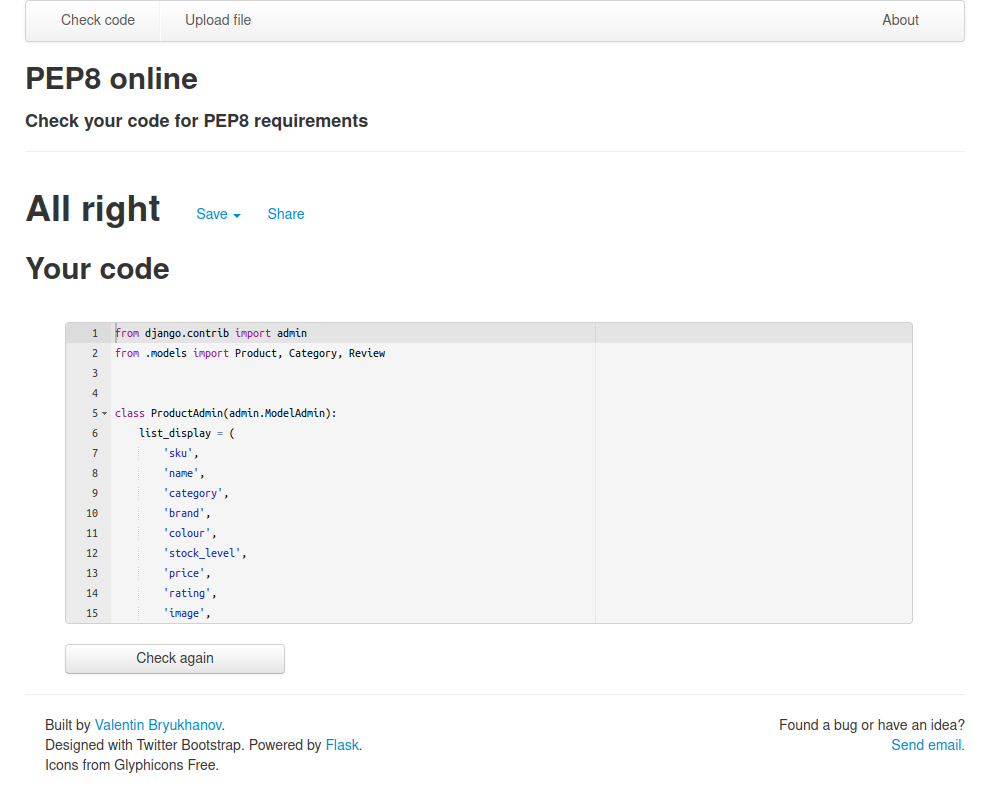 Check code Upload file About
PEP8 online
Check your code for PEP8 requirements
All right Save Share
Your code
1 from django.contrib import admin
2 from .models import Product, Category, Review
3
4
5 class ProductAdmin(admin.ModelAdmin):
6 list_display = (
7 'sku',
8 'name',
9 'category',
10 'brand',
11 'colour',
12 'stock_level',
13 'price',
14 'rating',
15 'image',
Check again
Built by Valentin Bryukhanov. Found a bug or have an idea?
Designed with Twitter Bootstrap. Powered by Flask. Send email.
Icons from Glyphicons Free.